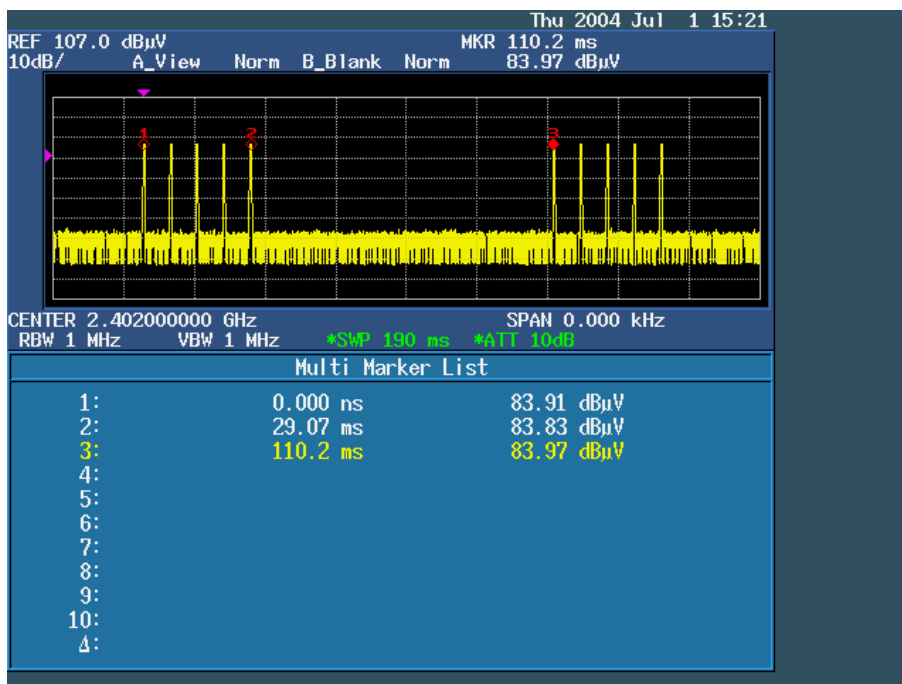 Thu 2004 Jul 1 15:21
REF 107.0 dBµV MKR 110.2 ms
10dB/ A_View Norm B_Blank Norm 83.97 dBµV
1 2 3
CENTER 2.402000000 GHz SPAN 0.000 kHz
RBW 1 MHz VBW 1 MHz *SWP 190 ms *ATT 10dB
Multi Marker List
1: 0.000 ns 83.91 dBµV
2: 29.07 ms 83.83 dBµV
3: 110.2 ms 83.97 dBµV
4:
5:
6:
7:
8:
9:
10:
Δ: